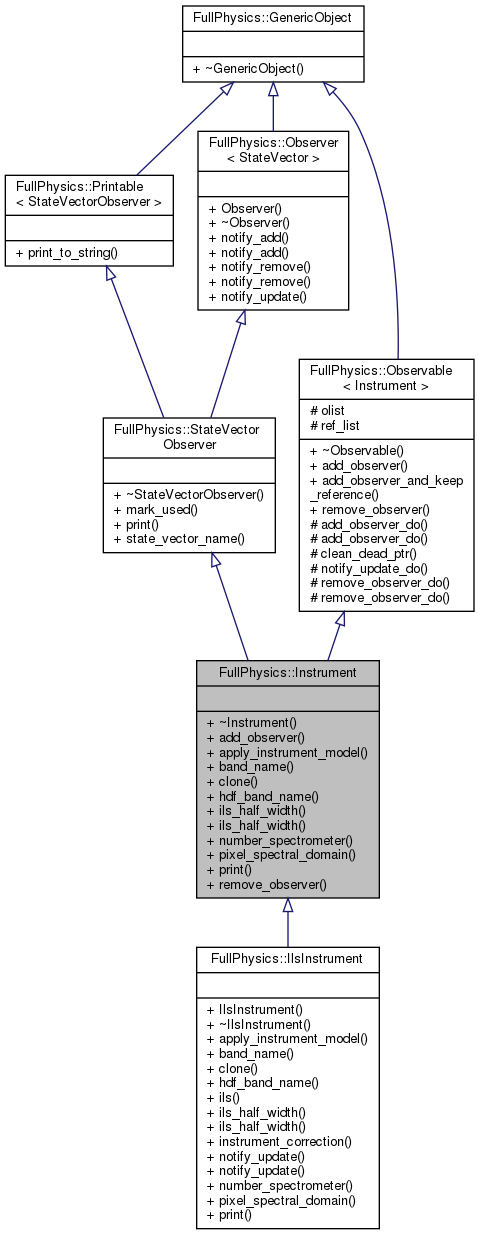 FullPhysics::GenericObject
+ ~GenericObject()
FullPhysics::Observer
< StateVector >
+ Observer()
+ ~Observer()
+ notify_add()
+ notify_add()
+ notify_remove()
+ notify_remove()
+ notify_update()
FullPhysics::Printable
< StateVectorObserver >
+ print_to_string()
FullPhysics::Observable
< Instrument >
# olist
# ref_list
+ ~Observable()
+ add_observer()
+ add_observer_and_keep
_reference()
+ remove_observer()
# add_observer_do()
# add_observer_do()
# clean_dead_ptr()
# notify_update_do()
# remove_observer_do()
# remove_observer_do()
FullPhysics::StateVector
Observer
+ ~StateVectorObserver()
+ mark_used()
+ print()
+ state_vector_name()
FullPhysics::Instrument
+ ~Instrument()
+ add_observer()
+ apply_instrument_model()
+ band_name()
+ clone()
+ hdf_band_name()
+ ils_half_width()
+ ils_half_width()
+ number_spectrometer()
+ pixel_spectral_domain()
+ print()
+ remove_observer()
FullPhysics::IlsInstrument
+ IlsInstrument()
+ ~IlsInstrument()
+ apply_instrument_model()
+ band_name()
+ clone()
+ hdf_band_name()
+ ils()
+ ils_half_width()
+ ils_half_width()
+ instrument_correction()
+ notify_update()
+ notify_update()
+ number_spectrometer()
+ pixel_spectral_domain()
+ print()